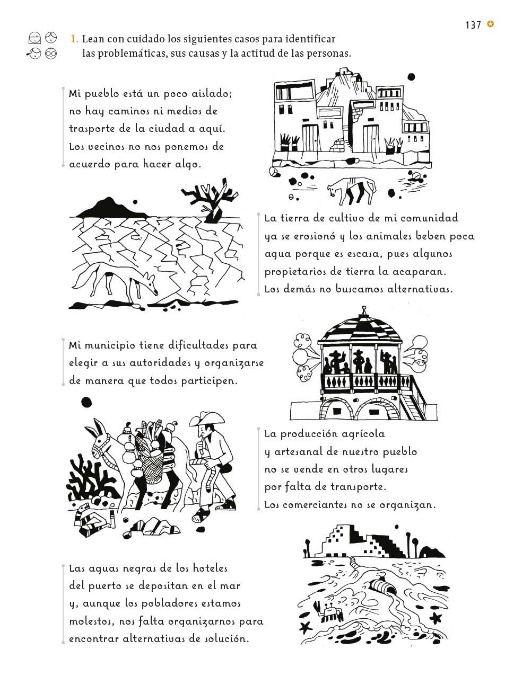 137
1. Lean con cuidado los siguientes casos para identificar
las problemáticas, sus causas y la actitud de las personas.
Mi pueblo está un poco aislado;
no hay caminos ni medios de
trasporte de la ciudad a aquí.
Los vecinos no nos ponemos de
acuerdo para hacer algo.
La tierra de cultivo de mi comunidad
ya se erosionó y los animales beben poca
agua porque es escasa, pues algunos
propietarios de tierra la acaparan.
Los demás no buscamos alternativas.
Mi municipio tiene dificultades para
elegir a sus autoridades y organizarse
de manera que todos participen.
La producción agrícola
y artesanal de nuestro pueblo
no se vende en otros lugares
por falta de transporte.
Los comerciantes no se organizan.
Las aguas negras de los hoteles
del puerto se depositan en el mar
y, aunque los pobladores estamos
molestos, nos falta organizarnos para
encontrar alternativas de solución.